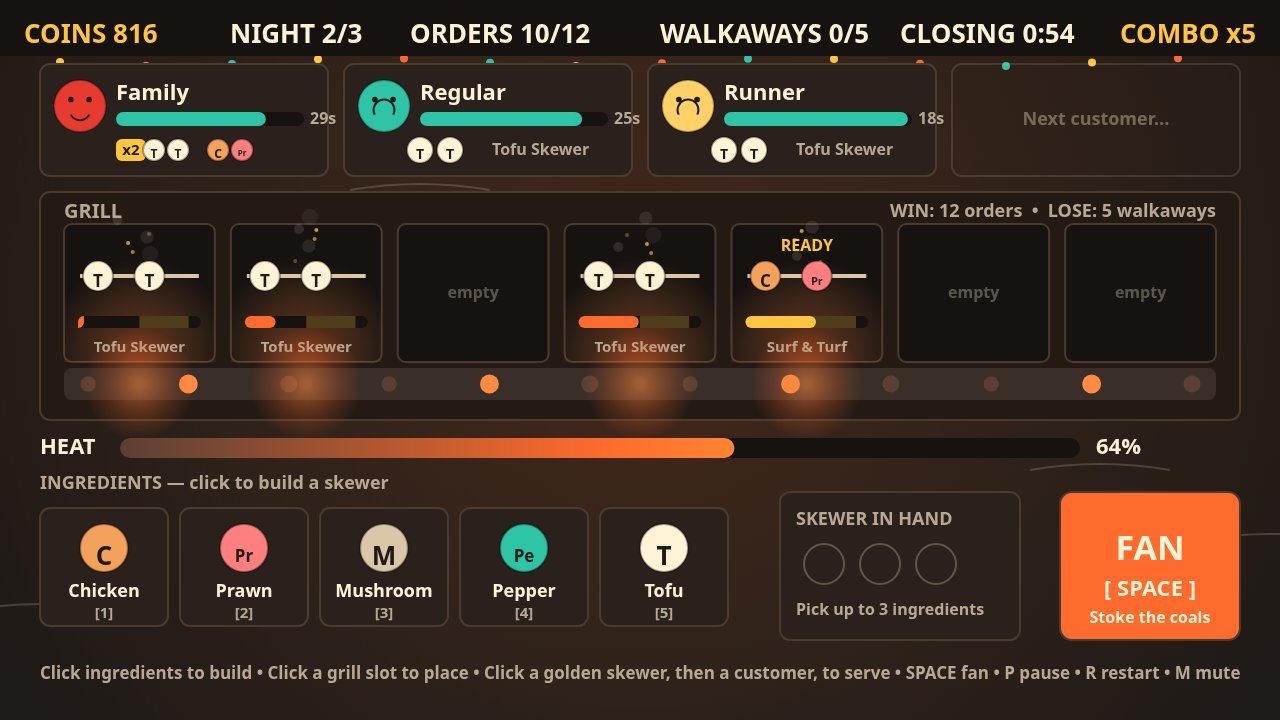 COINS 816 NIGHT 2/3 ORDERS 10/12 WALKAWAYS 0/5 CLOSING 0:54 COMBO x5
Family
29s
x2 T T C Pr
Regular
25s
T T Tofu Skewer
Runner
18s
T T Tofu Skewer
Next customer...
GRILL
WIN: 12 orders • LOSE: 5 walkaways
T T
Tofu Skewer
T T
Tofu Skewer
empty
T T
Tofu Skewer
READY
C Pr
Surf & Turf
empty
empty
HEAT 64%
INGREDIENTS — click to build a skewer
C
Chicken
[1]
Pr
Prawn
[2]
M
Mushroom
[3]
Pe
Pepper
[4]
T
Tofu
[5]
SKEWER IN HAND
Pick up to 3 ingredients
FAN
[ SPACE ]
Stoke the coals
Click ingredients to build • Click a grill slot to place • Click a golden skewer, then a customer, to serve • SPACE fan • P pause • R restart • M mute